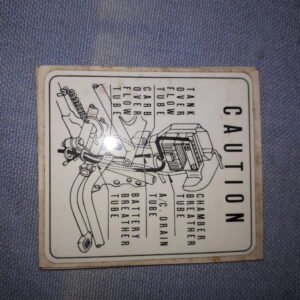 CAUTION
TANK
OVER
FLOW
TUBE
CARB
OVER
FLOW
TUBE
CHAMBER
BREATHER
TUBE
A/C DRAIN
TUBE
BATTERY
BREATHER
TUBE